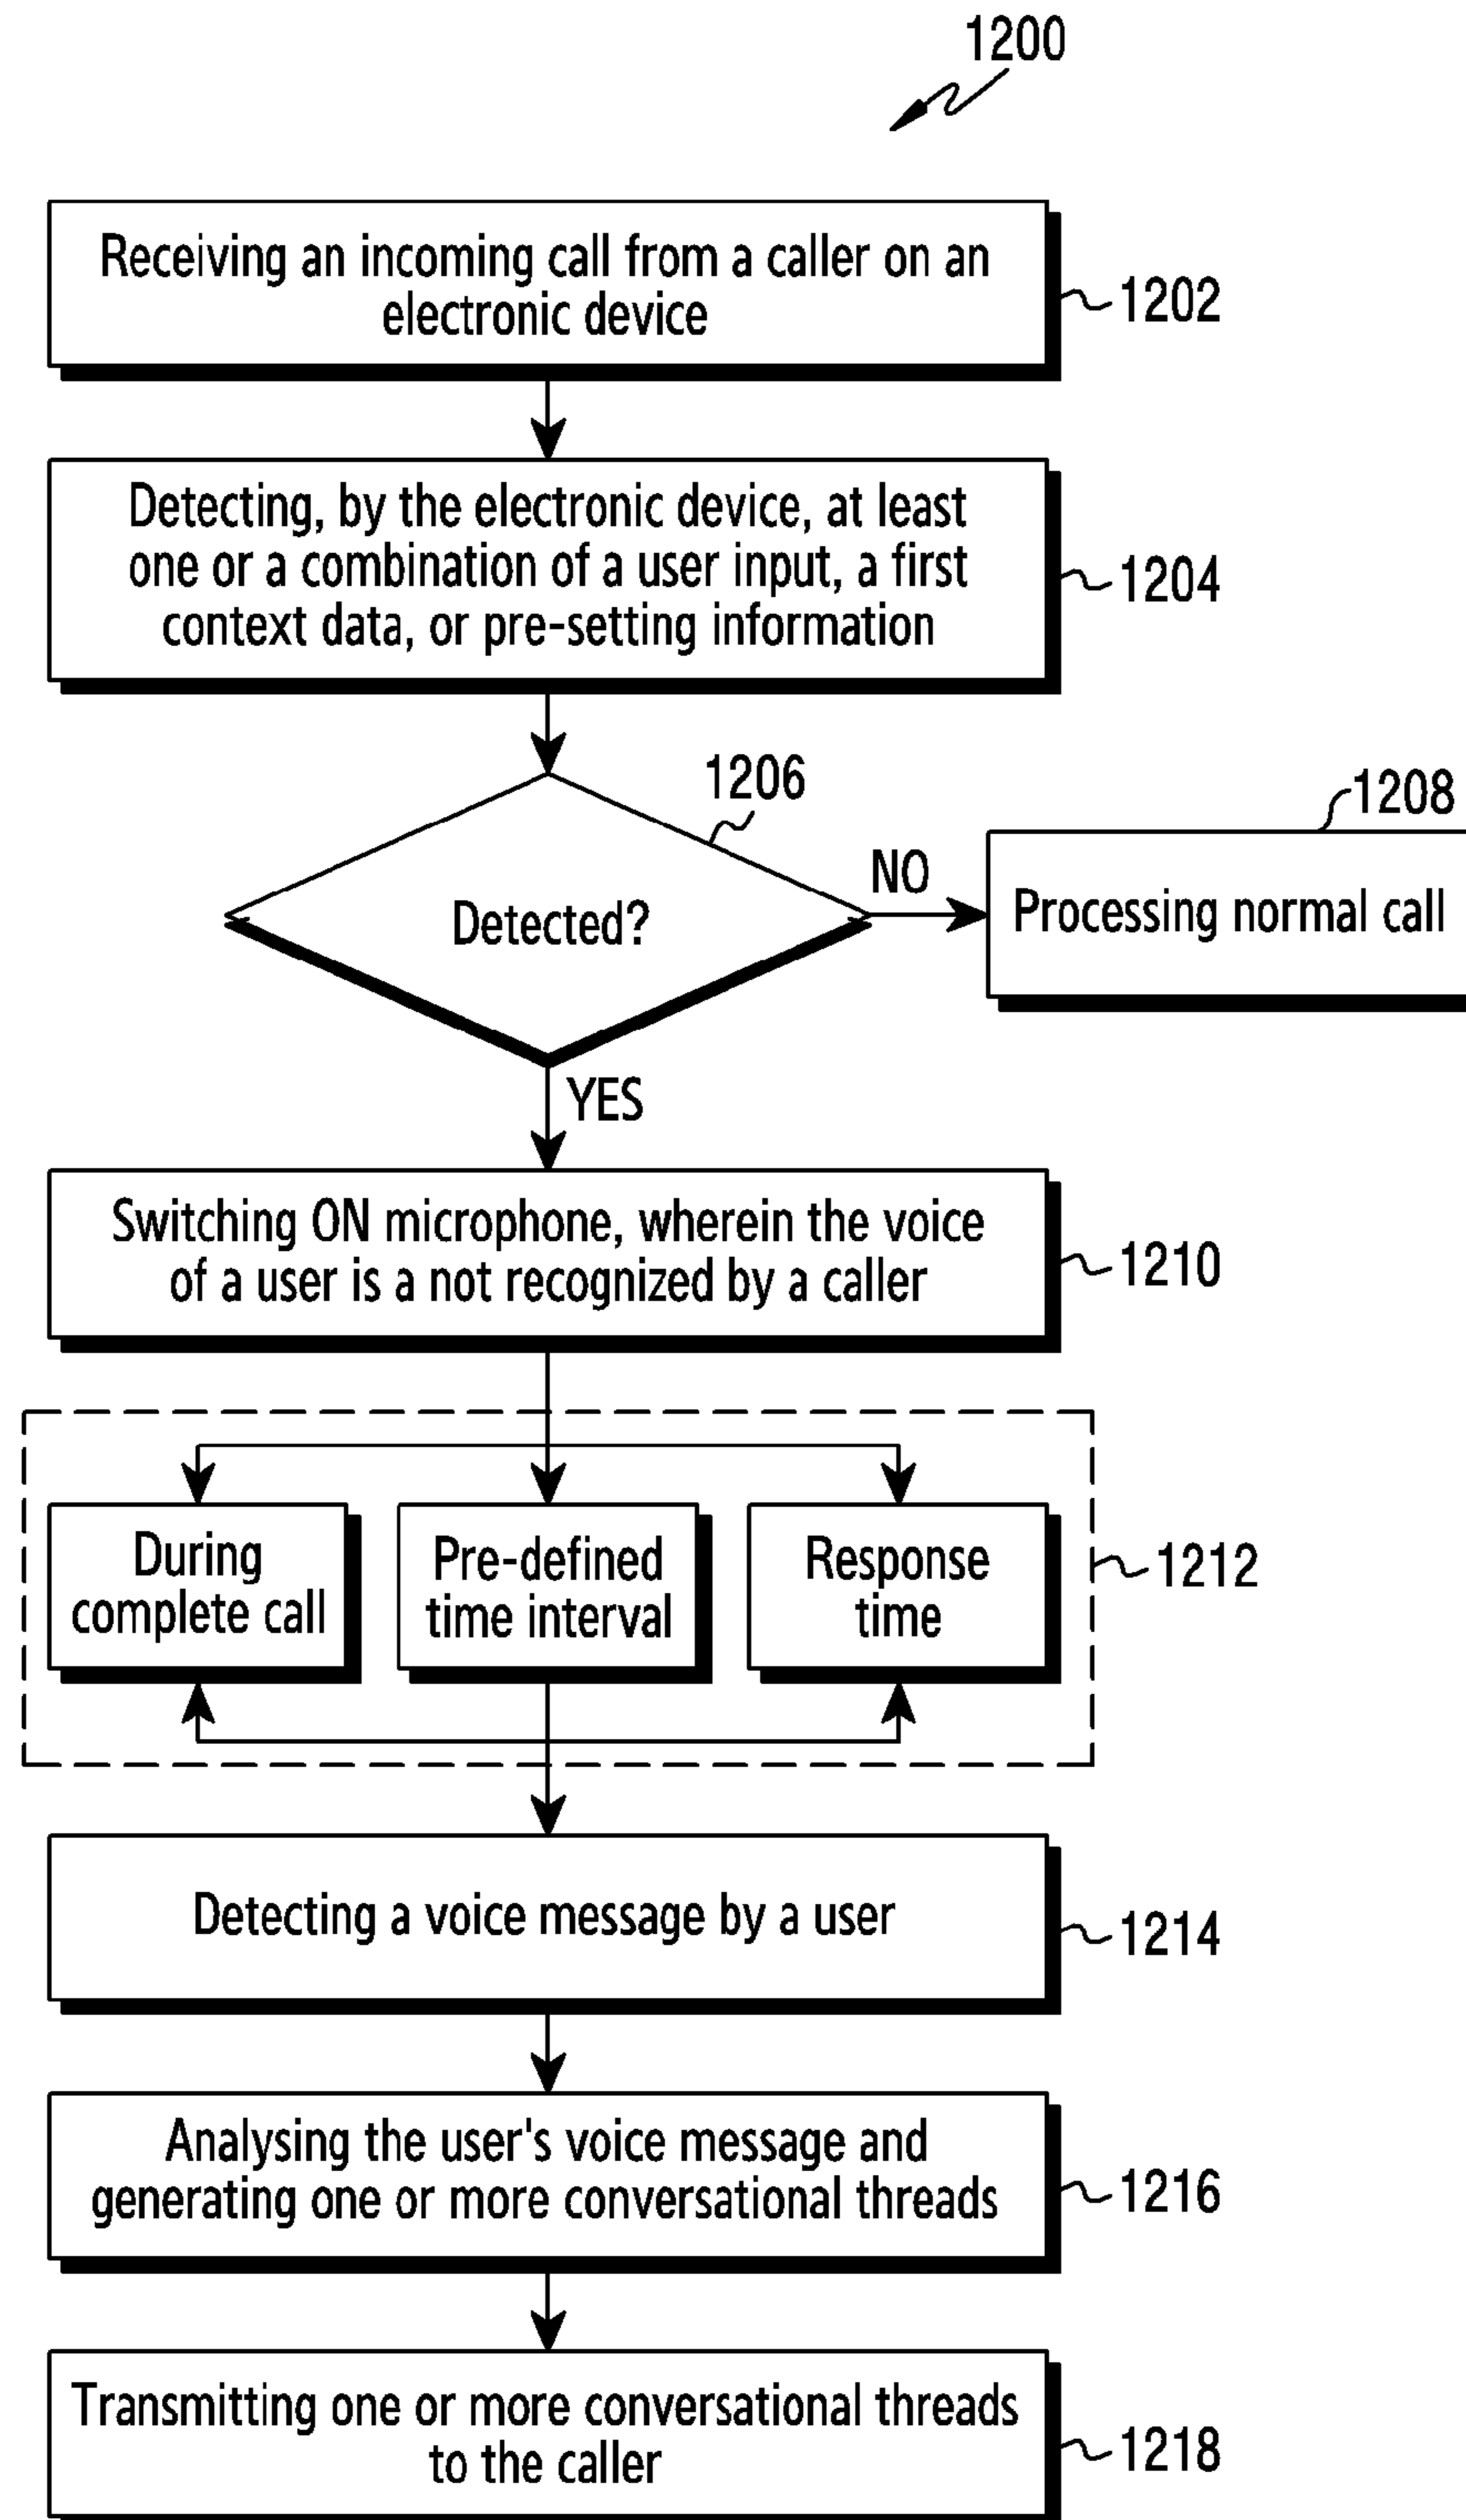 1200
Receiving an incoming call from a caller on an
electronic device
1202
Detecting, by the electronic device, at least
one or a combination of a user input, a first
context data, or pre-setting information
1204
1206
Detected?
NO
1208
Processing normal call
YES
Switching ON microphone, wherein the voice
of a user is a not recognized by a caller
1210
During
complete call
Pre-defined
time interval
Response
time
1212
Detecting a voice message by a user
1214
Analysing the user's voice message and
generating one or more conversational threads
1216
Transmitting one or more conversational threads
to the caller
1218